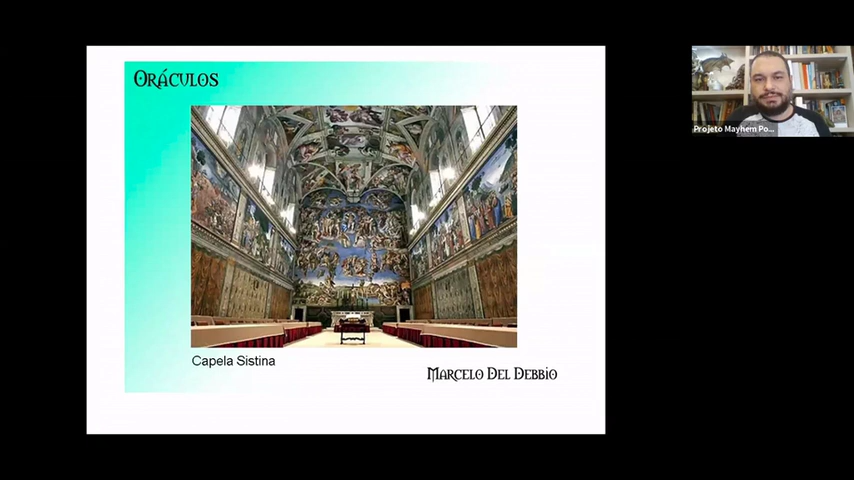 ORÁCULOS
Projeto Mayhem Po...
Capela Sistina
MARCELO DEL DEBBIO